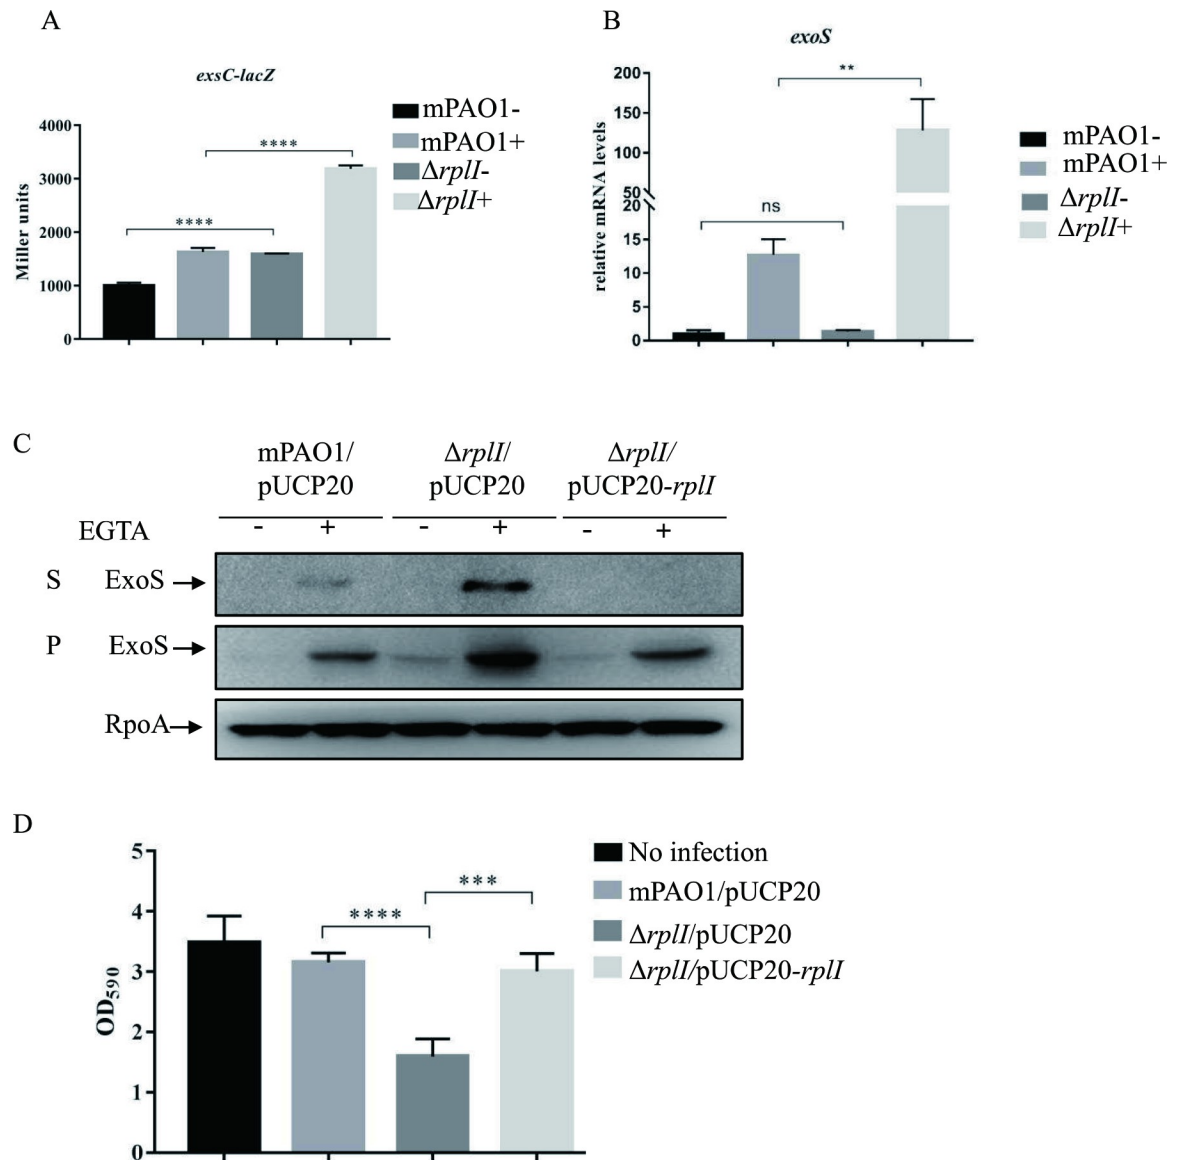 A
exsC-lacZ
Miller units
4000
3000
2000
1000
0
****
****
mPAO1-
mPAO1+
ΔrplI-
ΔrplI+
B
exoS
relative mRNA levels
200
150
100
50
20
15
10
5
0
**
ns
mPAO1-
mPAO1+
ΔrplI-
ΔrplI+
C
mPAO1/ ΔrplI/ ΔrplI/
pUCP20 pUCP20 pUCP20-rplI
EGTA - + - + - +
S ExoS
P ExoS
RpoA
D
OD590
5
4
3
2
1
0
****
***
No infection
mPAO1/pUCP20
ΔrplI/pUCP20
ΔrplI/pUCP20-rplI